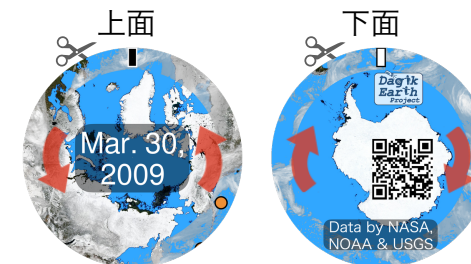 上面
下面
Mar. 30,
2009
Dagik
Earth
Project
Data by NASA,
NOAA & USGS